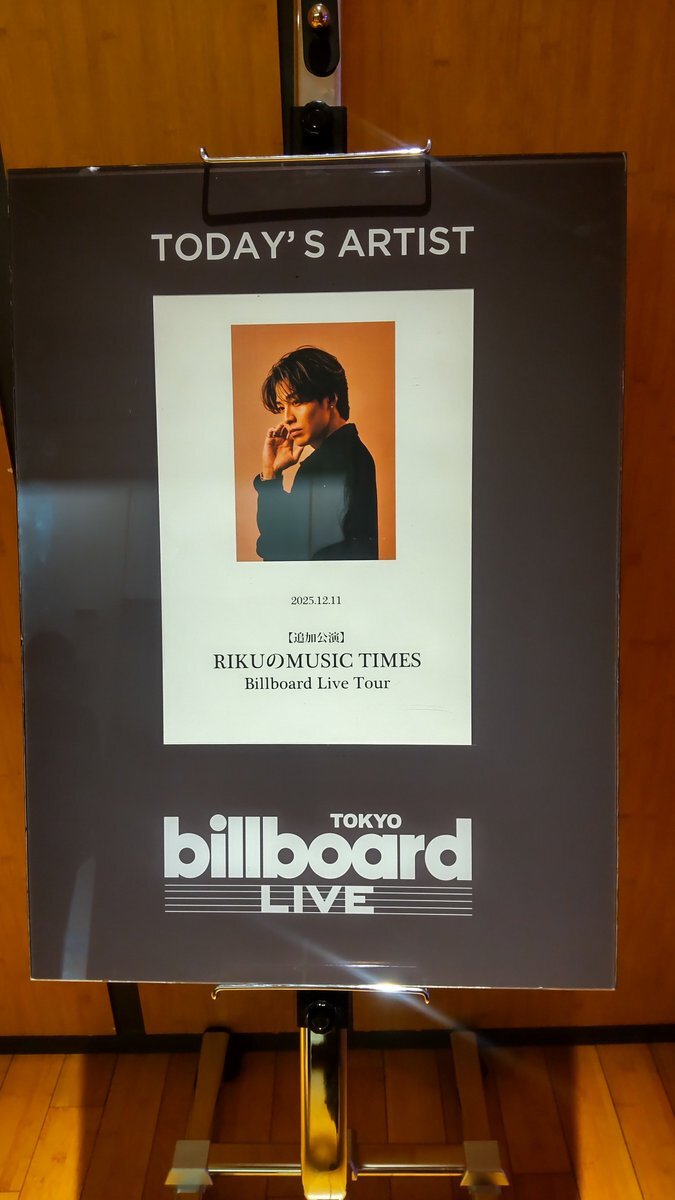 TODAY'S ARTIST
2025.12.11
【追加公演】
RIKUのMUSIC TIMES
Billboard Live Tour
TOKYO
billboard
LIVE